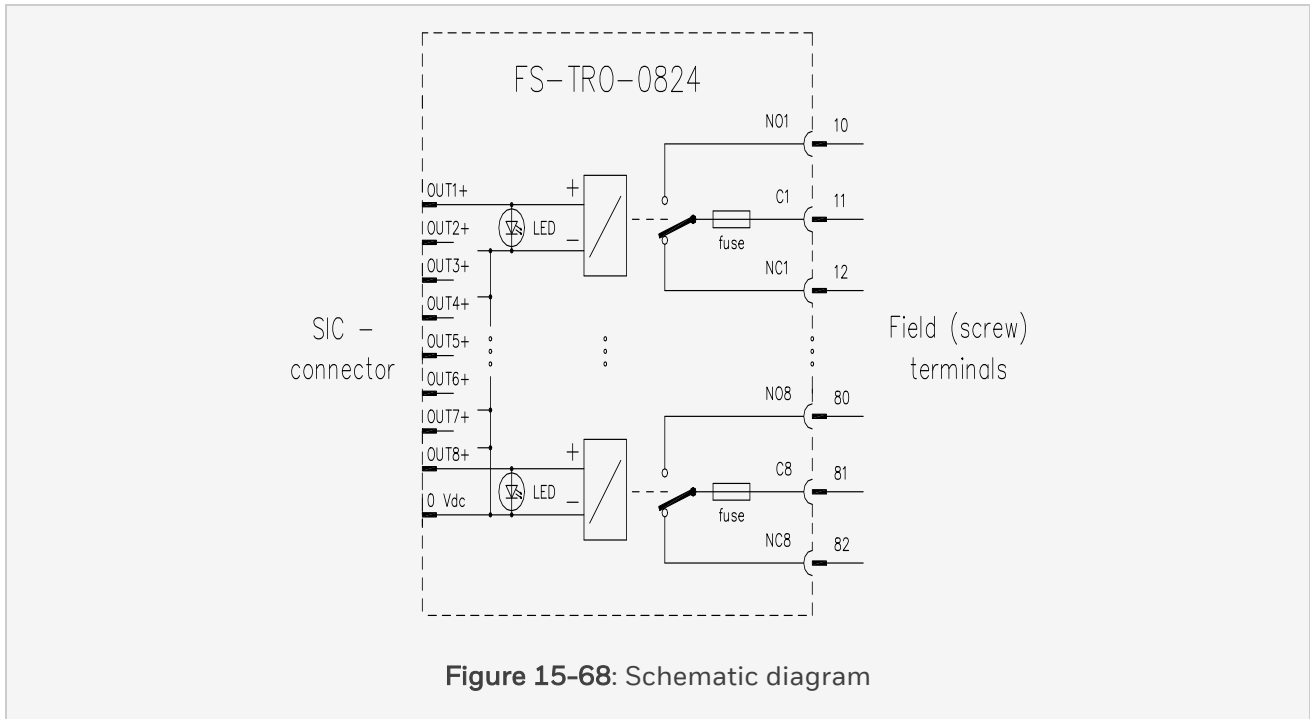 FS-TRO-0824
NO1 10
OUT1+
+
C1 11
OUT2+
LED
–
fuse
OUT3+
NC1 12
OUT4+
SIC –
connector
OUT5+
Field (screw)
terminals
OUT6+
NO8 80
OUT7+
OUT8+
+
C8 81
0 Vdc
LED
–
fuse
NC8 82
Figure 15-68: Schematic diagram